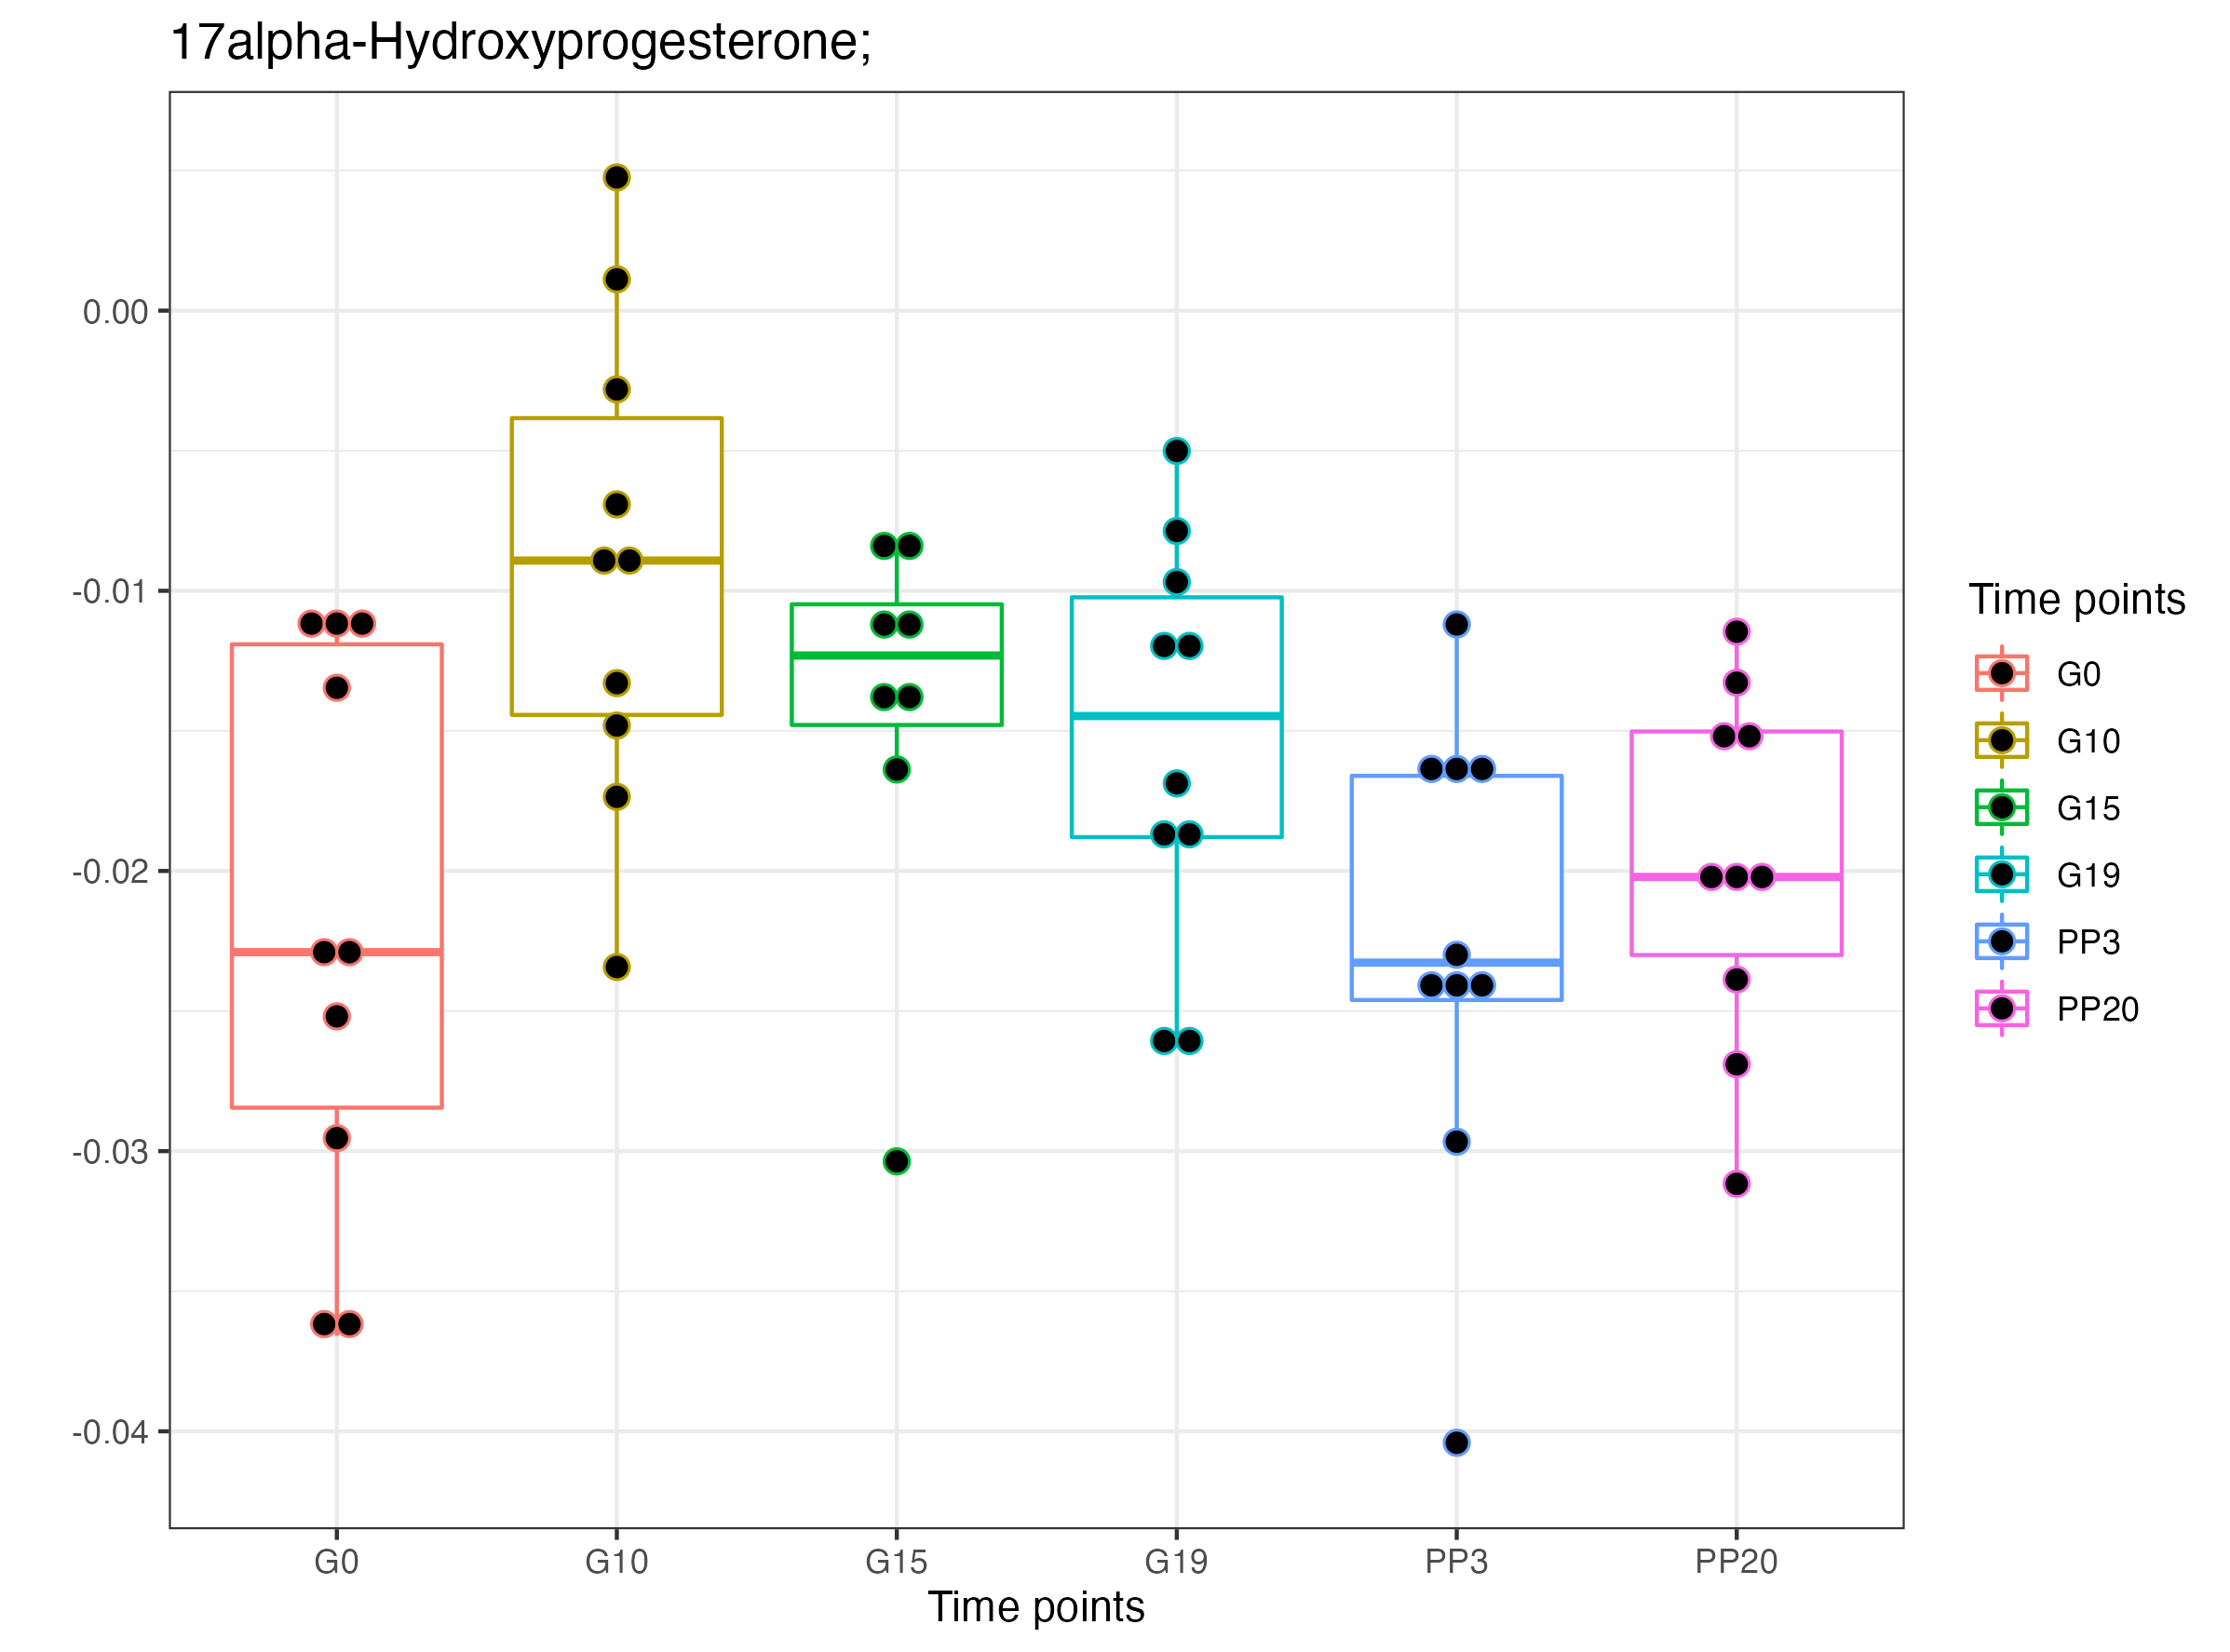 17alpha-Hydroxyprogesterone;
0.00
-0.01
-0.02
-0.03
-0.04
G0 G10 G15 G19 PP3 PP20
Time points
Time points
G0
G10
G15
G19
PP3
PP20